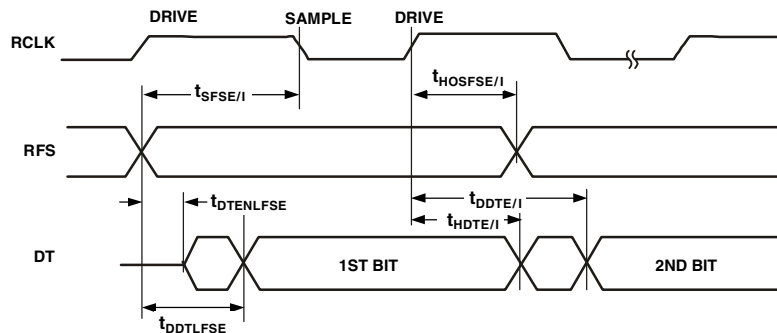 DRIVE SAMPLE DRIVE
RCLK
tSFSE/I tHOSFSE/I
RFS
tDDTE/I
tDTENLFSE
tHDTE/I
DT 1ST BIT 2ND BIT
tDDTLFSE